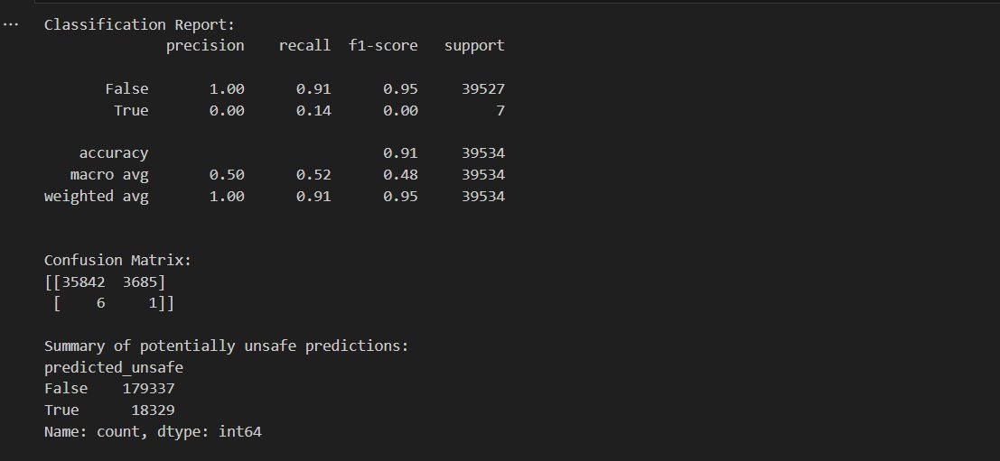 Classification Report:
precision recall f1-score support
False 1.00 0.91 0.95 39527
True 0.00 0.14 0.00 7
accuracy 0.91 39534
macro avg 0.50 0.52 0.48 39534
weighted avg 1.00 0.91 0.95 39534
Confusion Matrix:
[[35842 3685]
[ 6 1]]
Summary of potentially unsafe predictions:
predicted_unsafe
False 179337
True 18329
Name: count, dtype: int64